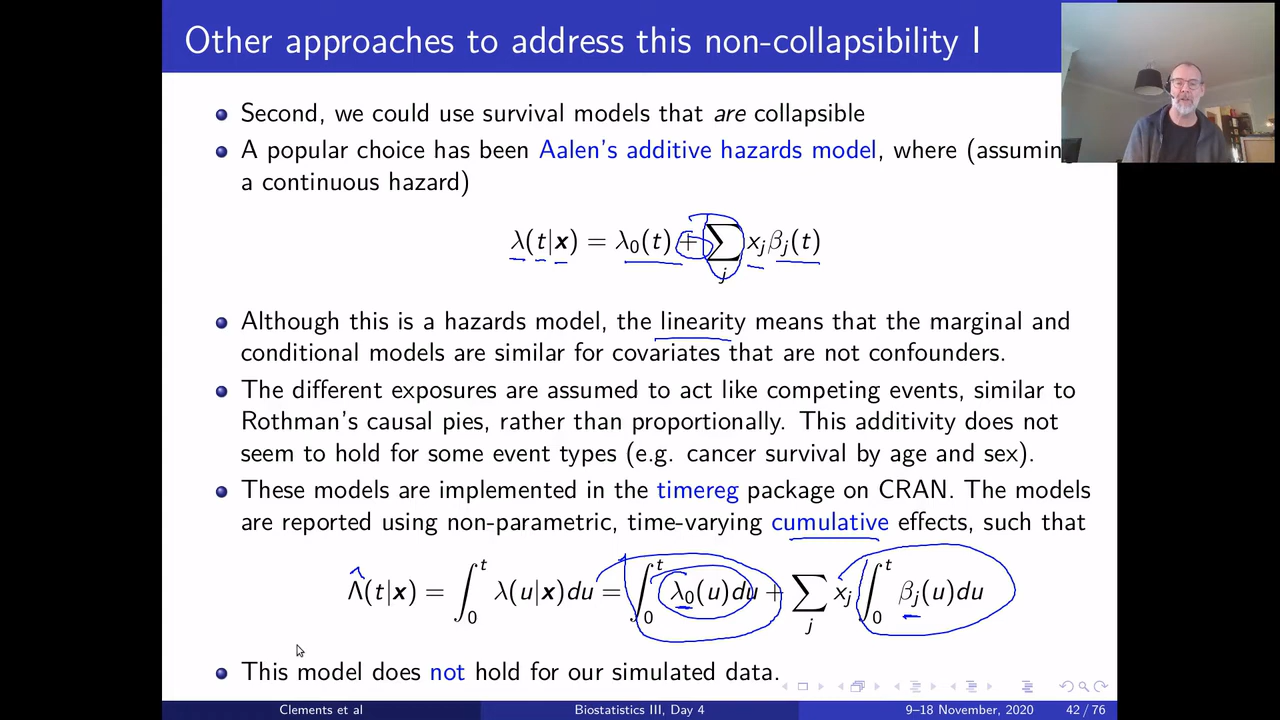 Other approaches to address this non-collapsibility I
Second, we could use survival models that are collapsible
A popular choice has been Aalen's additive hazards model, where (assuming
a continuous hazard)
λ(t|x) = λ₀(t) + ∑_j x_j β_j(t)
Although this is a hazards model, the linearity means that the marginal and
conditional models are similar for covariates that are not confounders.
The different exposures are assumed to act like competing events, similar to
Rothman's causal pies, rather than proportionally. This additivity does not
seem to hold for some event types (e.g. cancer survival by age and sex).
These models are implemented in the timereg package on CRAN. The models
are reported using non-parametric, time-varying cumulative effects, such that
Λ(t|x) = ∫₀ᵗ λ(u|x)du = ∫₀ᵗ λ₀(u)du + ∑_j x_j ∫₀ᵗ β_j(u)du
This model does not hold for our simulated data.
Clements et al Biostatistics III, Day 4 9–18 November, 2020 42 / 76